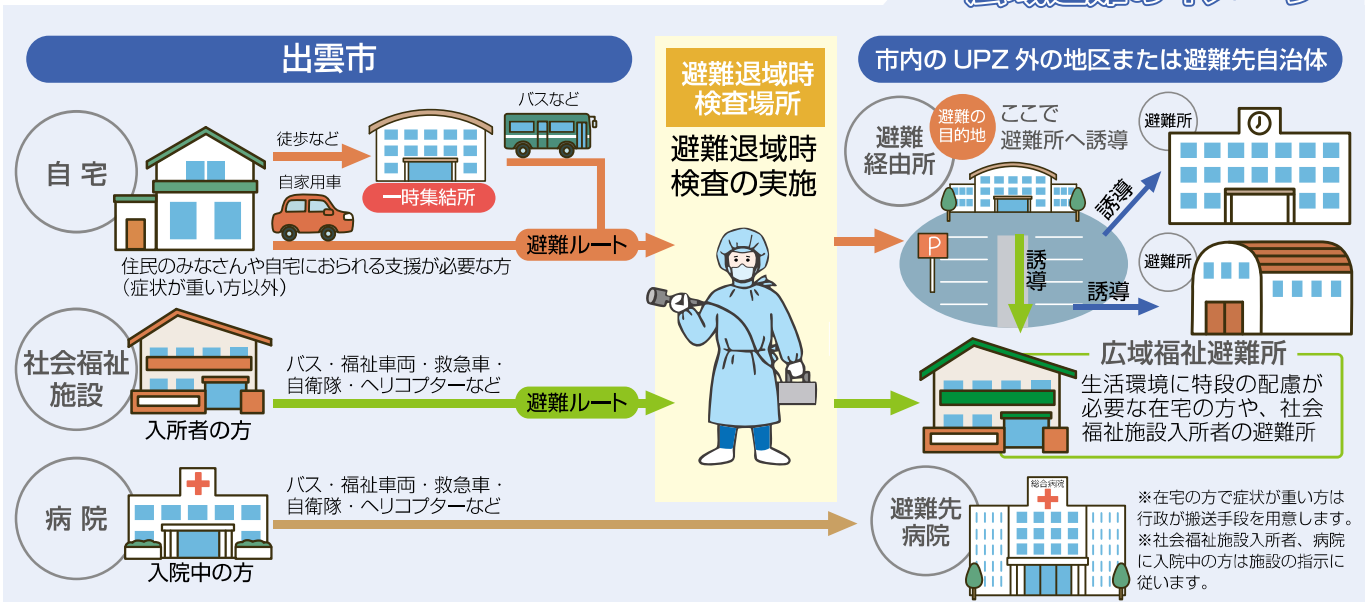 出雲市
避難退域時
検査場所
避難退域時
検査の実施
市内の UPZ 外の地区または避難先自治体
自宅
徒歩など
バスなど
一時集結所
自家用車
避難ルート
住民のみなさんや自宅におられる支援が必要な方
（症状が重い方以外）
避難
経由所
避難の
目的地
ここで
避難所へ誘導
P
誘導
誘導
誘導
避難所
避難所
社会福祉
施設
入所者の方
バス・福祉車両・救急車・
自衛隊・ヘリコプターなど
避難ルート
広域福祉避難所
生活環境に特段の配慮が
必要な在宅の方や、社会
福祉施設入所者の避難所
病院
入院中の方
バス・福祉車両・救急車・
自衛隊・ヘリコプターなど
避難先
病院
総合病院
※在宅の方で症状が重い方は
行政が搬送手段を用意します。
※社会福祉施設入所者、病院
に入院中の方は施設の指示に
従います。